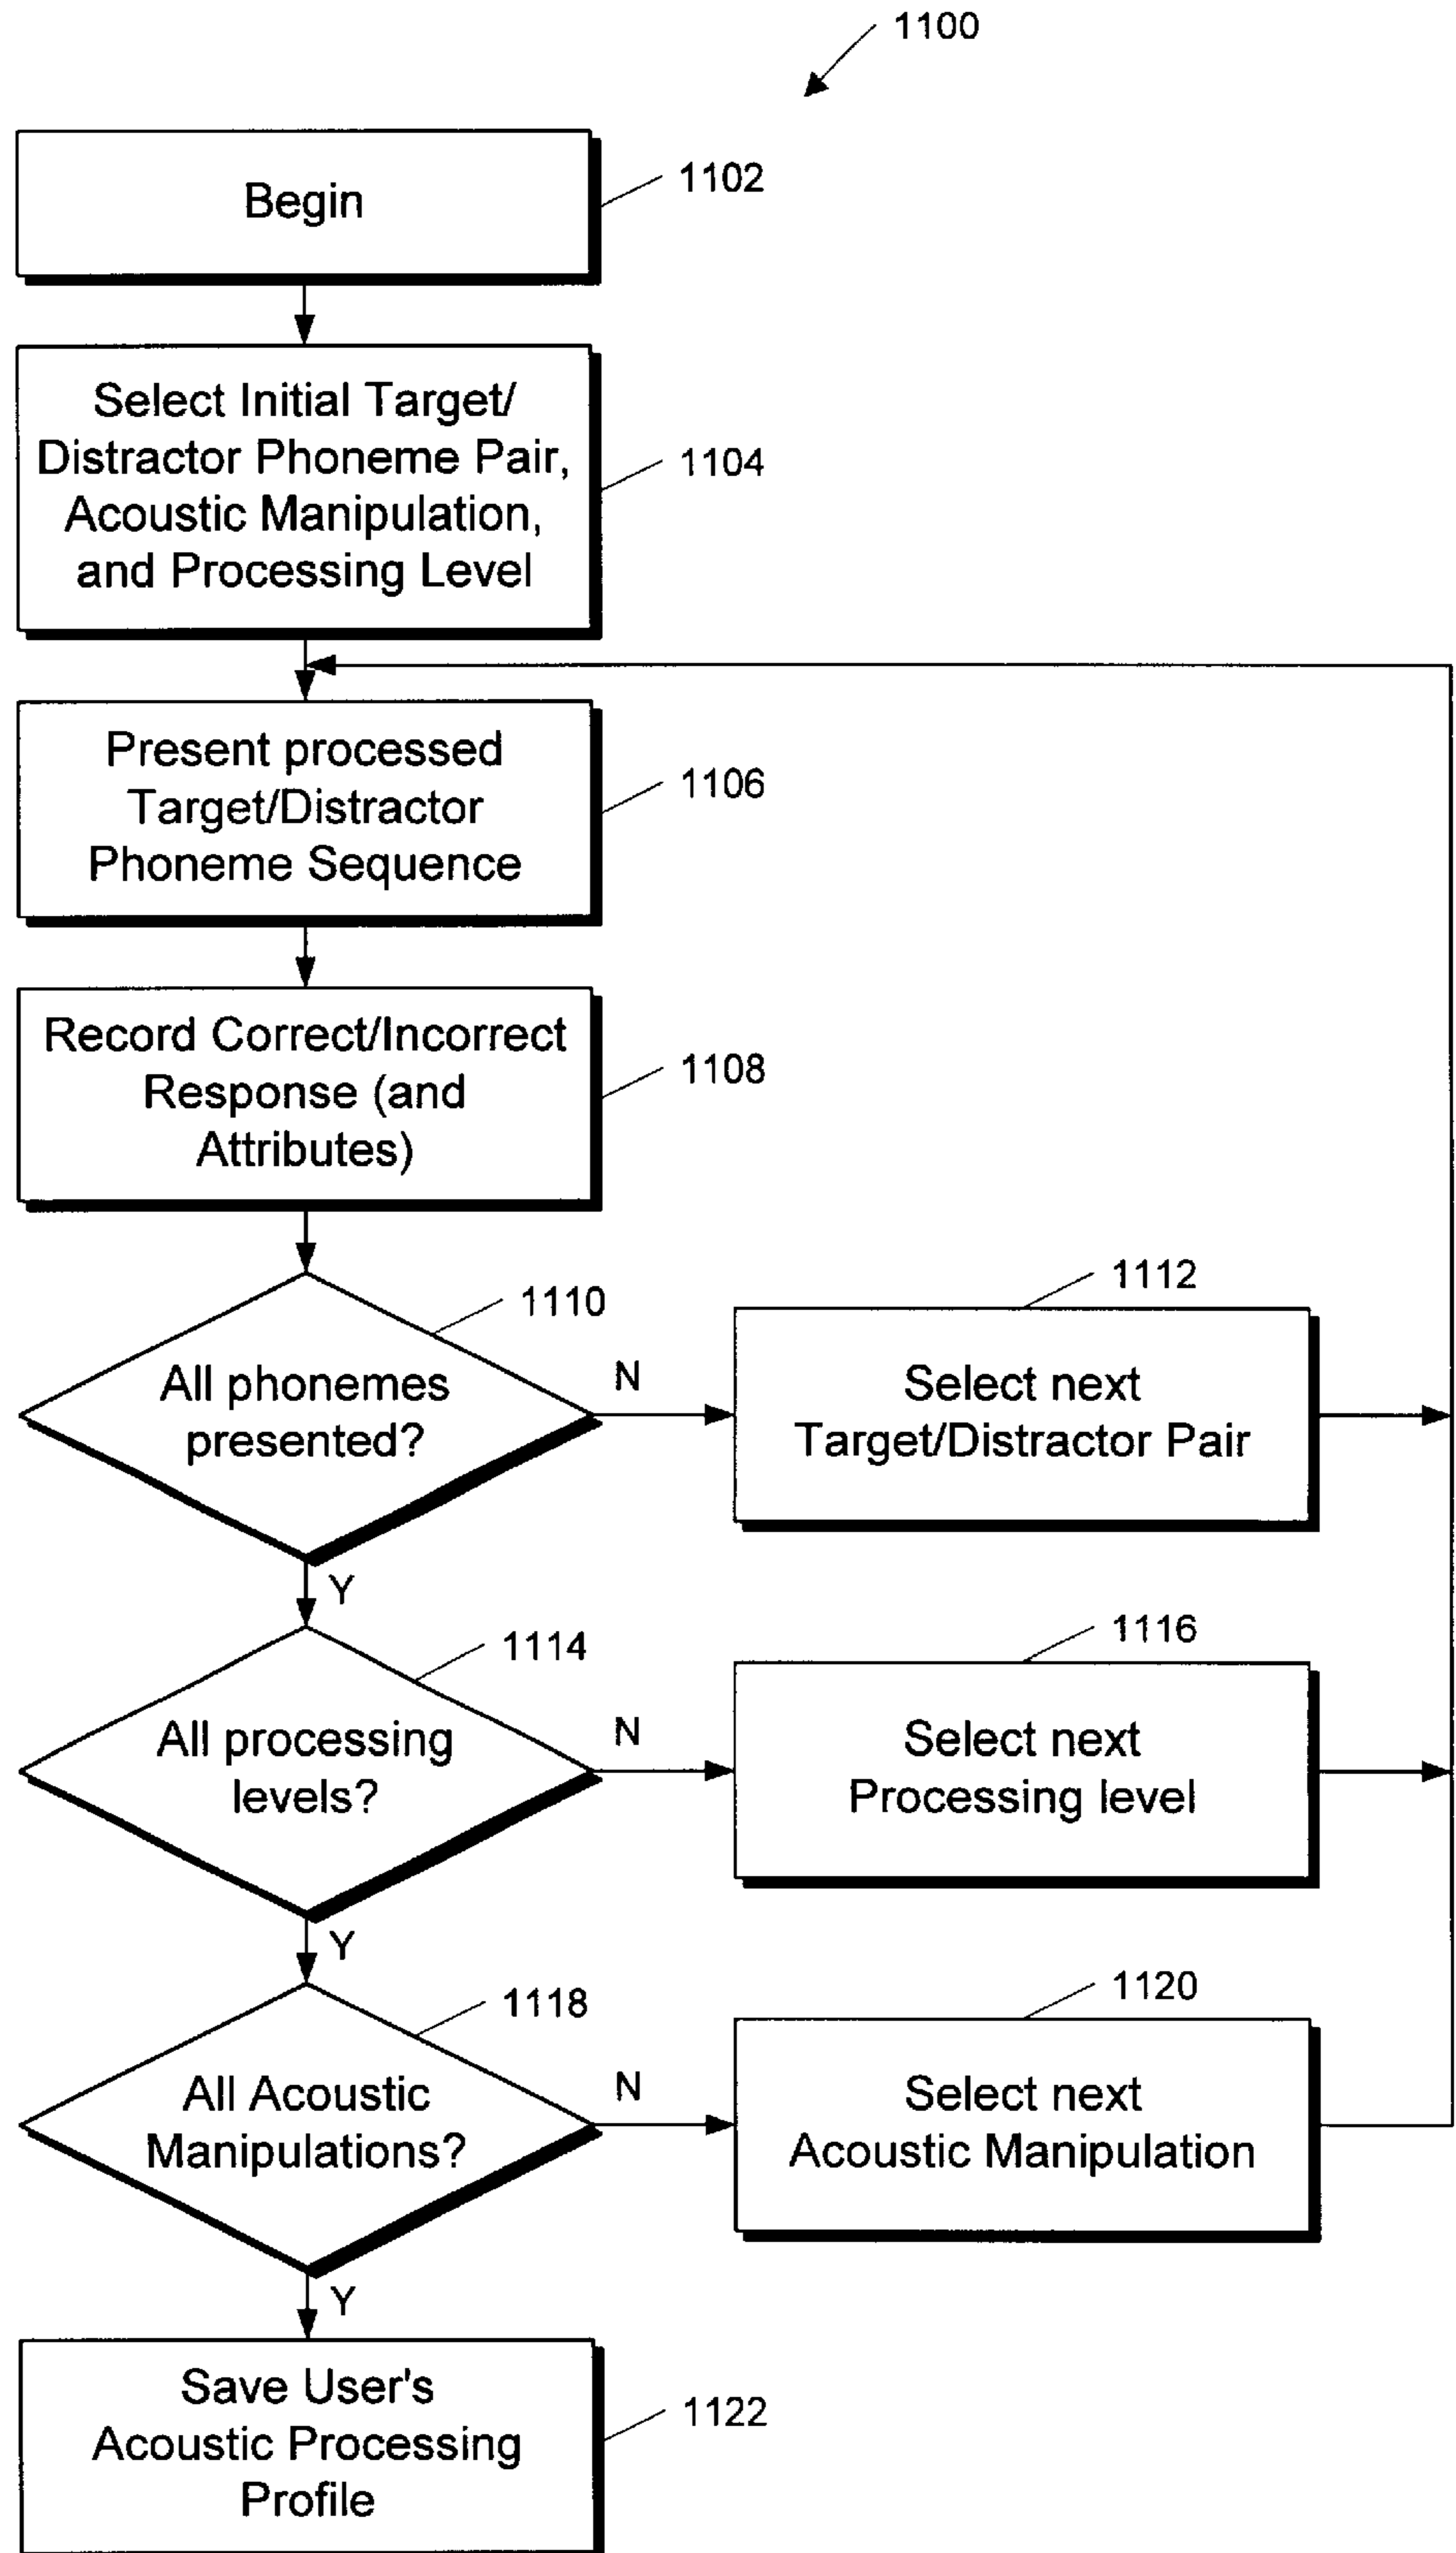 1100
Begin
1102
Select Initial Target/
Distractor Phoneme Pair,
Acoustic Manipulation,
and Processing Level
1104
Present processed
Target/Distractor
Phoneme Sequence
1106
Record Correct/Incorrect
Response (and
Attributes)
1108
All phonemes
presented?
1110
N
Y
Select next
Target/Distractor Pair
1112
All processing
levels?
1114
N
Y
Select next
Processing level
1116
All Acoustic
Manipulations?
1118
N
Y
Select next
Acoustic Manipulation
1120
Save User's
Acoustic Processing
Profile
1122